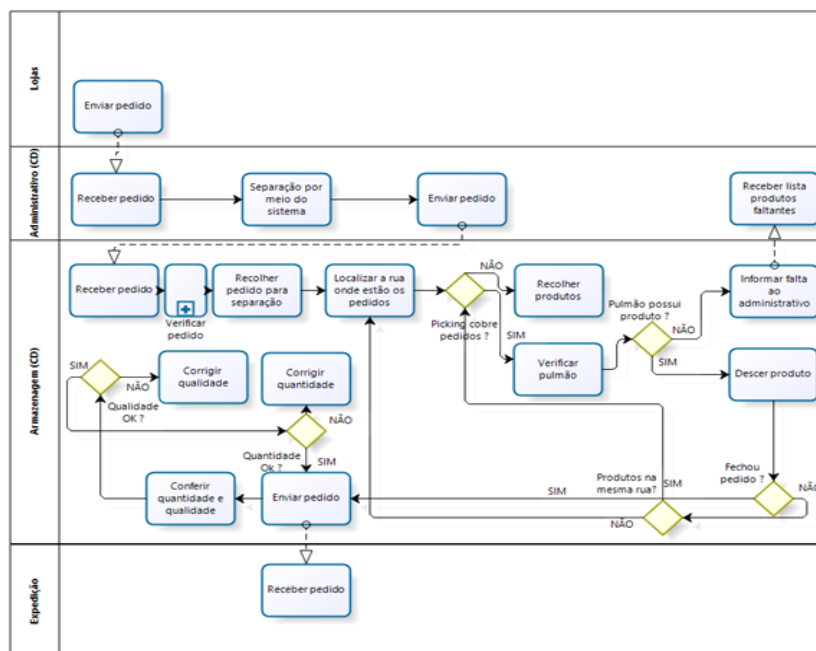 Lojas
Enviar pedido
Administrativo (CD)
Receber pedido
Separação por
meio do
sistema
Enviar pedido
Receber lista
produtos
faltantes
Armazenagem (CD)
Receber pedido
Verificar
pedido
Recolher
pedido para
separação
Localizar a rua
onde estão os
pedidos
Picking cobre
pedidos ?
NÃO
Recolher
produtos
SIM
Verificar
pulmão
Pulmão possui
produto ?
NÃO
Informar falta
ao
administrativo
SIM
Descer produto
SIM
Qualidade
OK ?
NÃO
Corrigir
qualidade
Corrigir
quantidade
NÃO
Quantidade
Ok ?
SIM
Conferir
quantidade e
qualidade
Enviar pedido
SIM
Produtos na
mesma rua?
SIM
NÃO
Fechou
pedido ?
NÃO
Expedição
Receber pedido